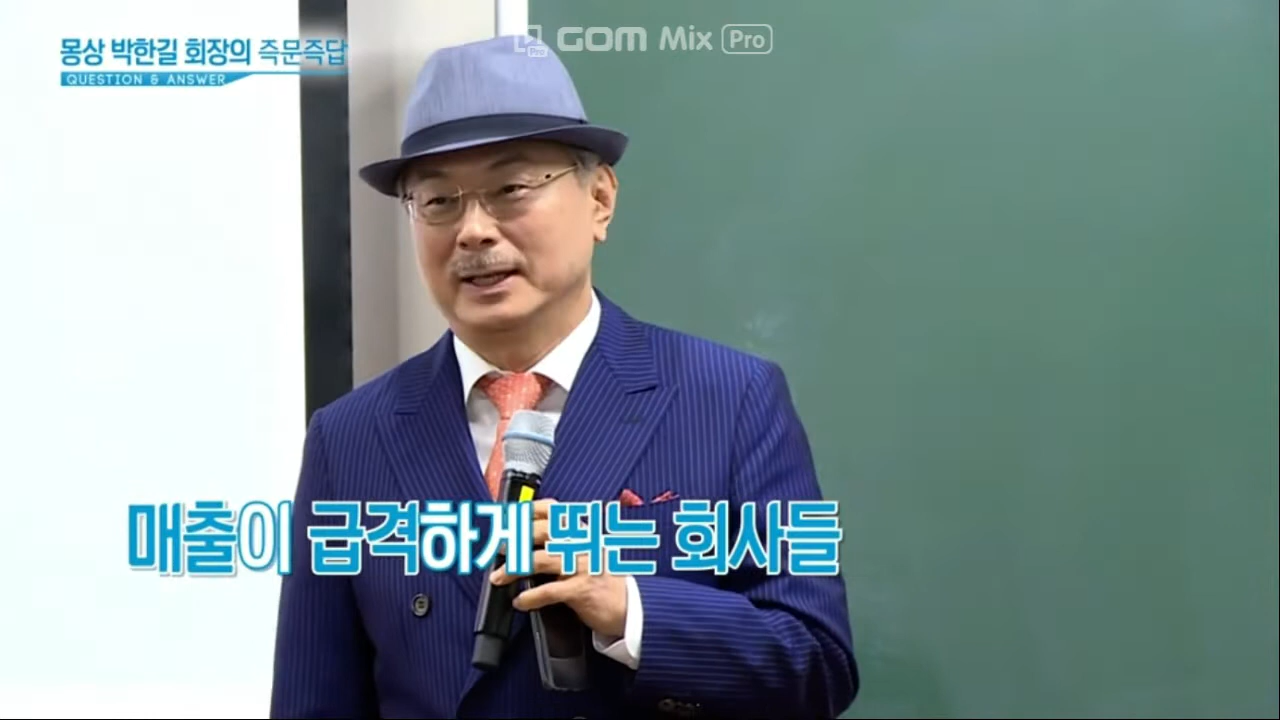 몽상 박한길 회장의 즉문즉답
QUESTION & ANSWER
GOM Mix Pro
Pro
매출이 급격하게 뛰는 회사들